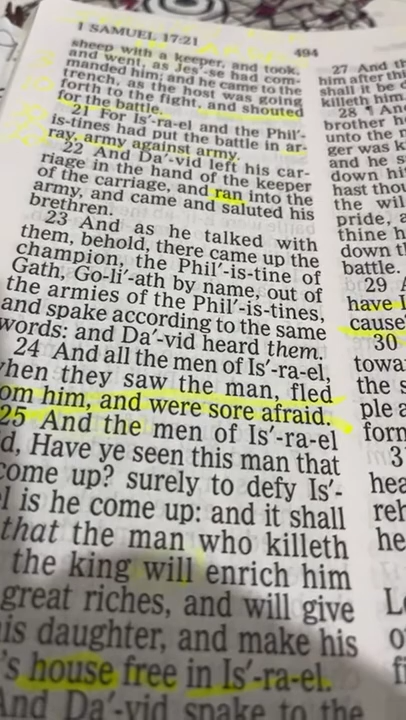 1 SAMUEL 17:21
494
sheep with a keeper, and took,
and went, as Jes′-se had com-
manded him; and he came to the
trench, as the host was going
forth to the fight, and shouted
for the battle.
21 For Is′-ra-el and the Phil′-
is-tines had put the battle in ar-
ray, army against army.
22 And Da′-vid left his car-
riage in the hand of the keeper
of the carriage, and ran into the
army, and came and saluted his
brethren.
23 And as he talked with
them, behold, there came up the
champion, the Phil′-is-tine of
Gath, Go-li′-ath by name, out of
the armies of the Phil′-is-tines,
and spake according to the same
words: and Da′-vid heard them.
24 And all the men of Is′-ra-el,
when they saw the man, fled
om him, and were sore afraid.
25 And the men of Is′-ra-el
d, Have ye seen this man that
come up? surely to defy Is′-
l is he come up: and it shall
that the man who killeth
the king will enrich him
great riches, and will give
is daughter, and make his
's house free in Is′-ra-el.
And Da′-vid spake to the
27 And th
him after thi
shall it be d
killeth him.
28 ¶ And
brother he
unto the m
ger was k
and he s
down hi
hast thou
the wil
pride, a
thine h
down t
battle.
29 A
have I
cause
30
towa
the s
ple a
forn
3
hea
reh
he